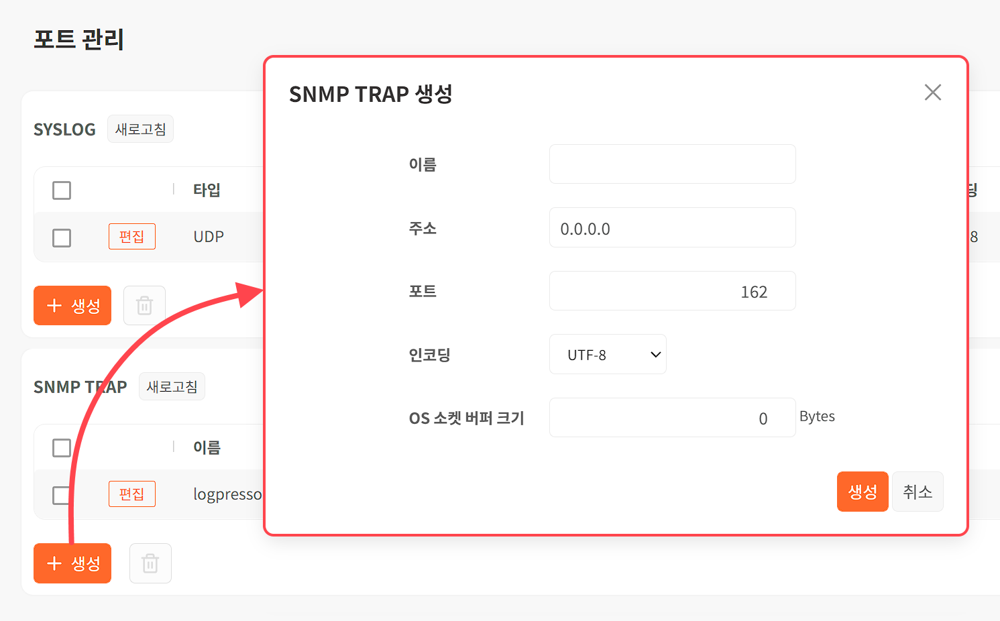 포트 관리
SYSLOG 새로고침
타입
딩
편집 UDP
8
+ 생성
SNMP TRAP 새로고침
이름
편집 logpresso
+ 생성
SNMP TRAP 생성
이름
주소 0.0.0.0
포트 162
인코딩 UTF-8
OS 소켓 버퍼 크기 0 Bytes
생성 취소